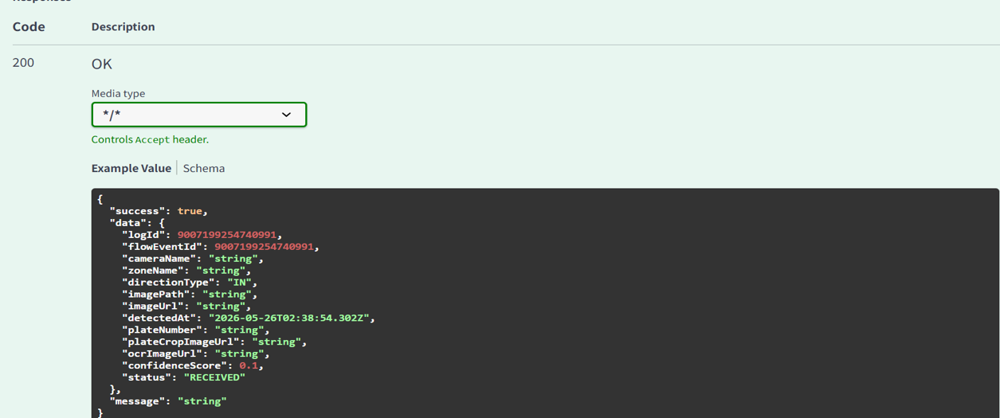 Responses
Code Description
200 OK
Media type
*/*
Controls Accept header.
Example Value Schema
{
  "success": true,
  "data": {
    "logId": 9007199254740991,
    "flowEventId": 9007199254740991,
    "cameraName": "string",
    "zoneName": "string",
    "directionType": "IN",
    "imagePath": "string",
    "imageUrl": "string",
    "detectedAt": "2026-05-26T02:38:54.302Z",
    "plateNumber": "string",
    "plateCropImageUrl": "string",
    "ocrImageUrl": "string",
    "confidenceScore": 0.1,
    "status": "RECEIVED"
  },
  "message": "string"
}